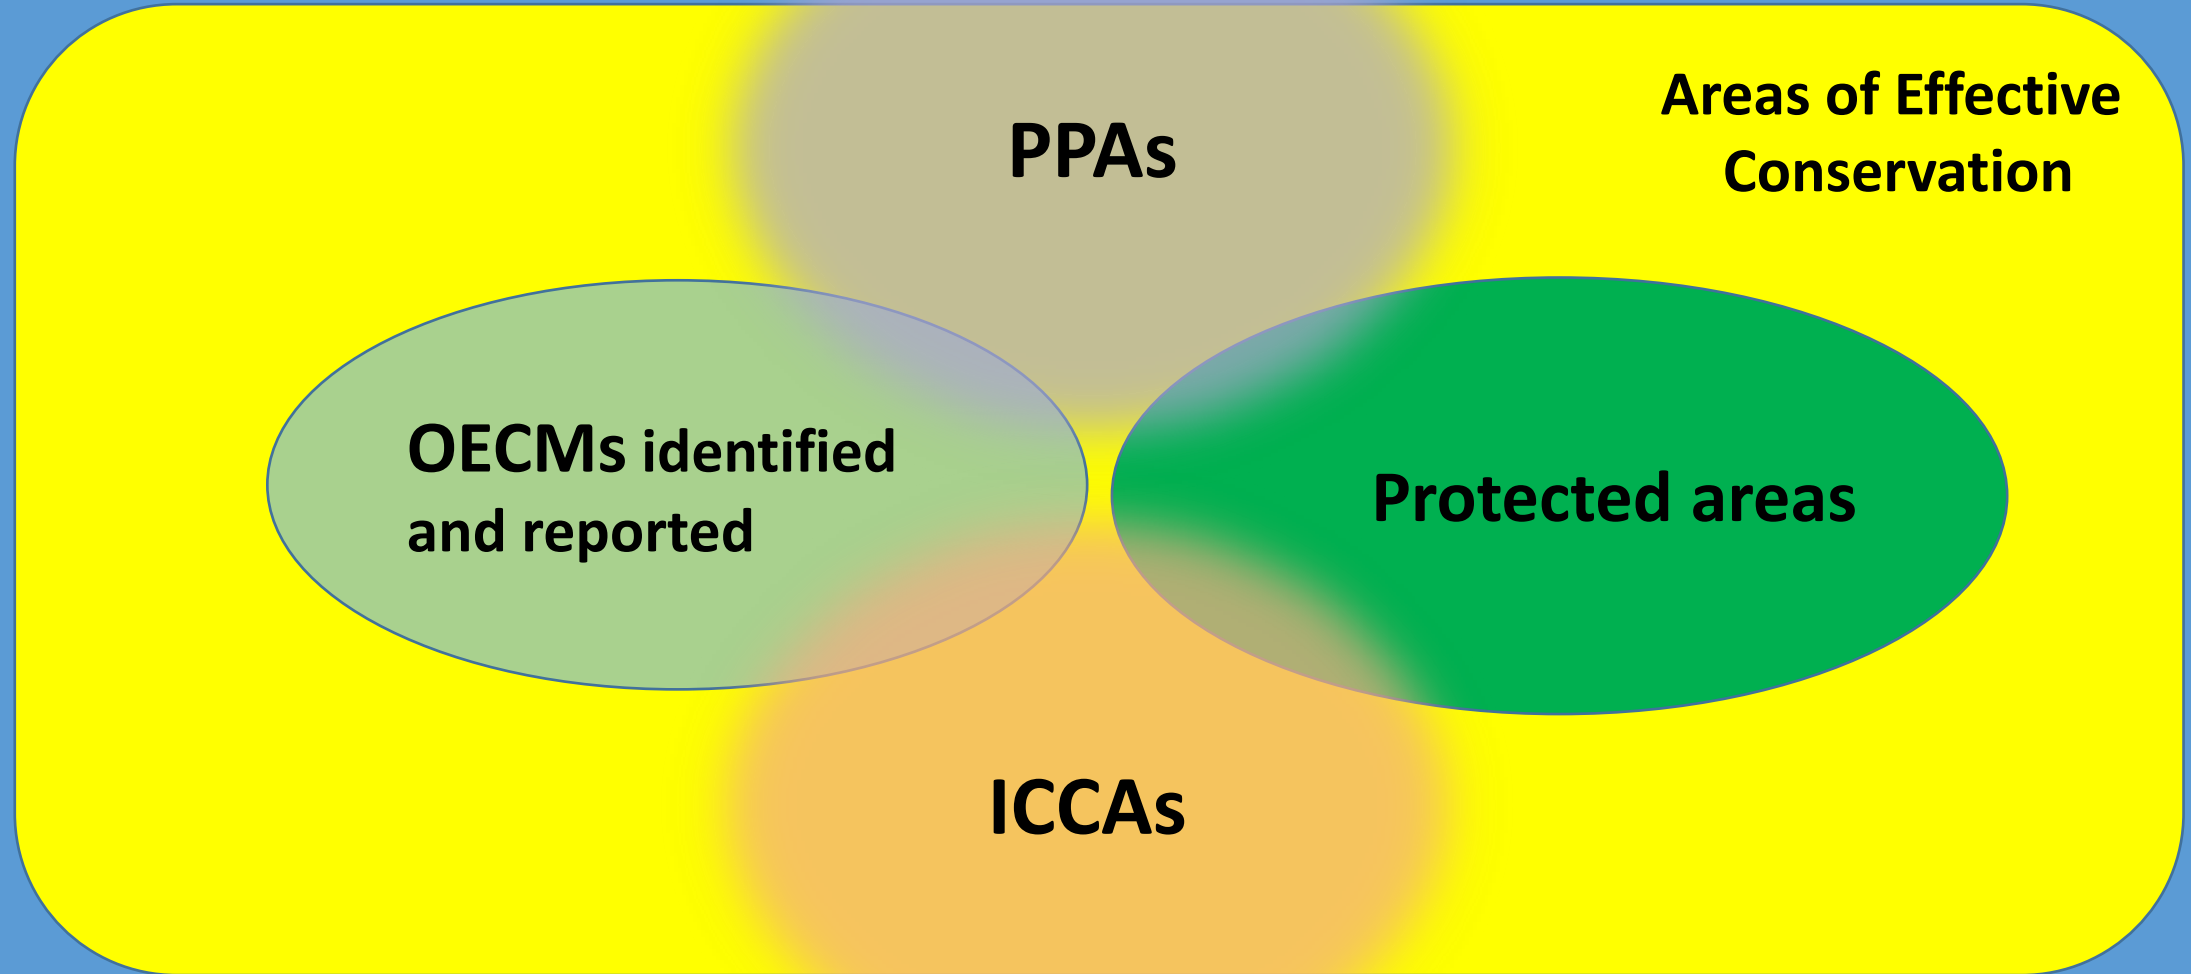 PPAs
Areas of Effective
Conservation
OECMs identified
and reported
Protected areas
ICCAs